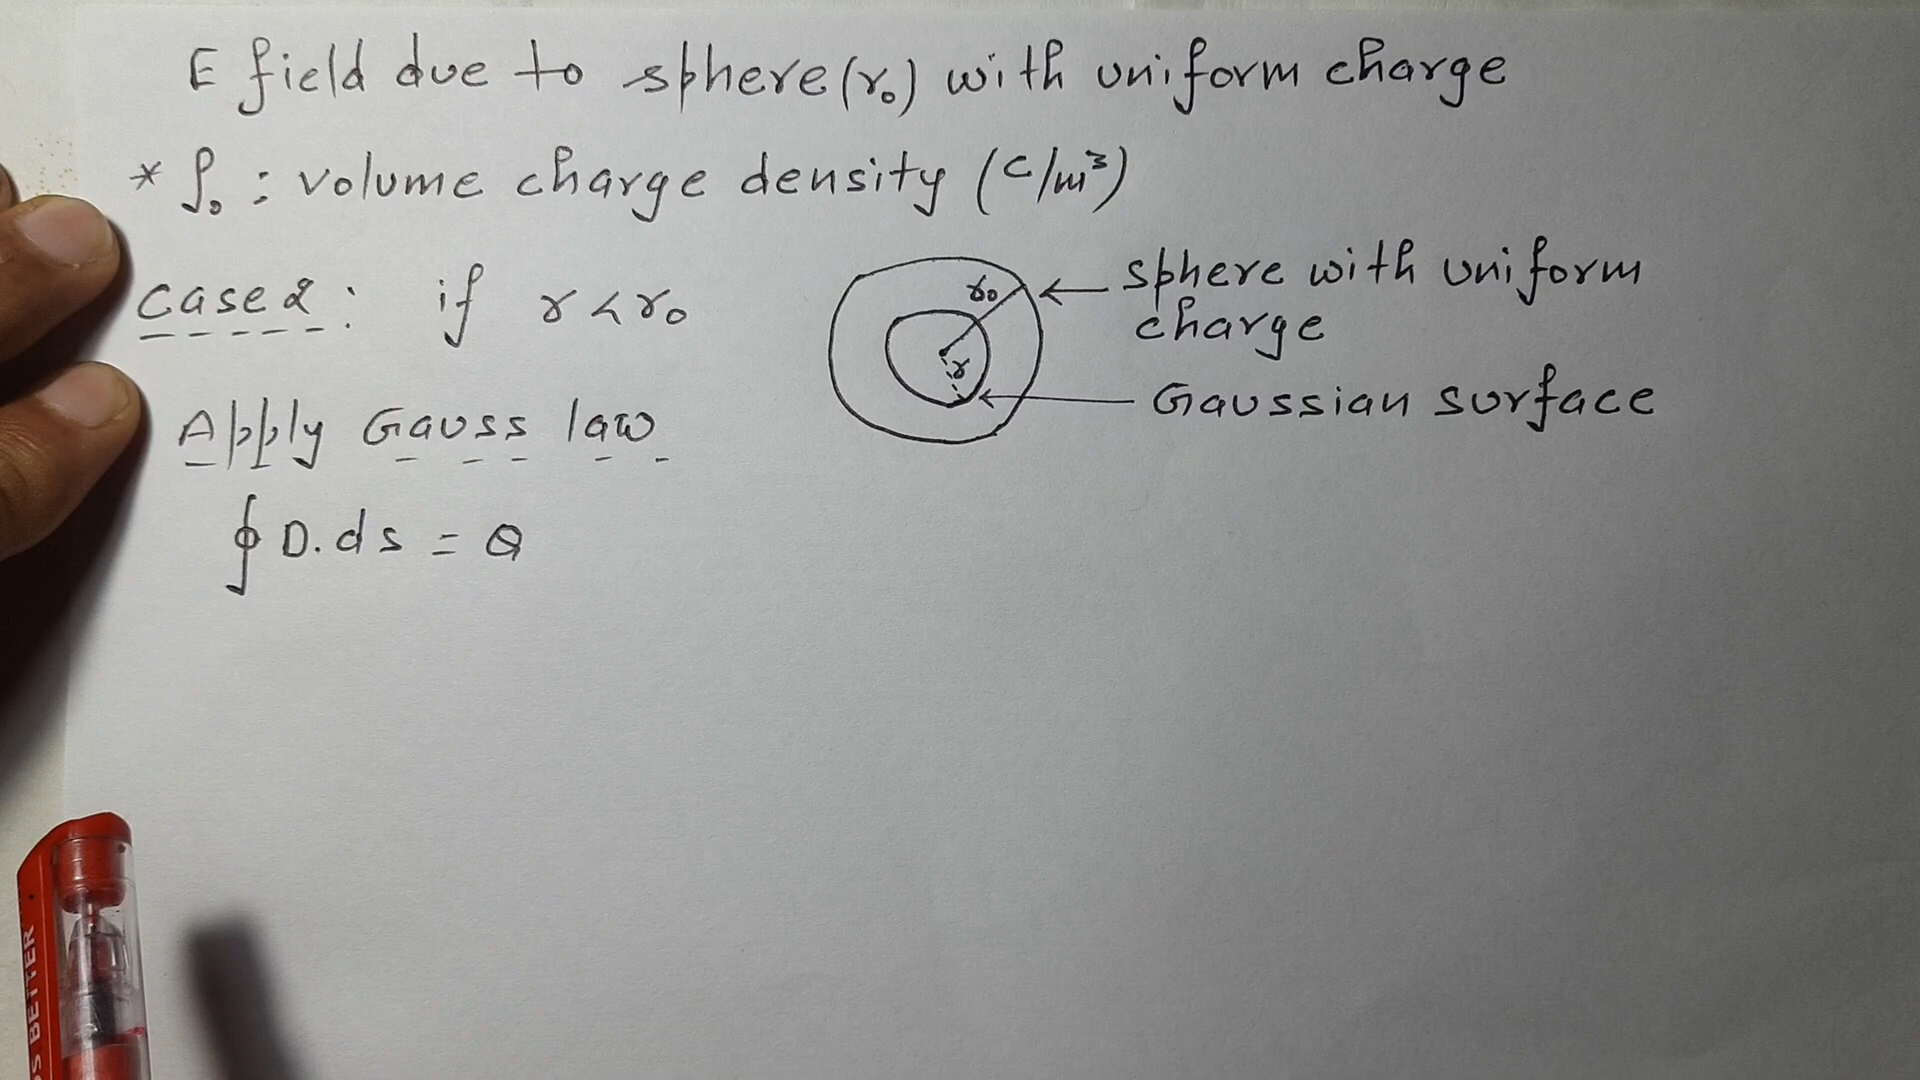 E field due to sphere (r₀) with uniform charge
* ρ₀ : volume charge density (C/m³)
Case 2 : if r < r₀
r₀
sphere with uniform
charge
r
Gaussian surface
Apply Gauss law
∮ D. ds = Q
SS BETTER